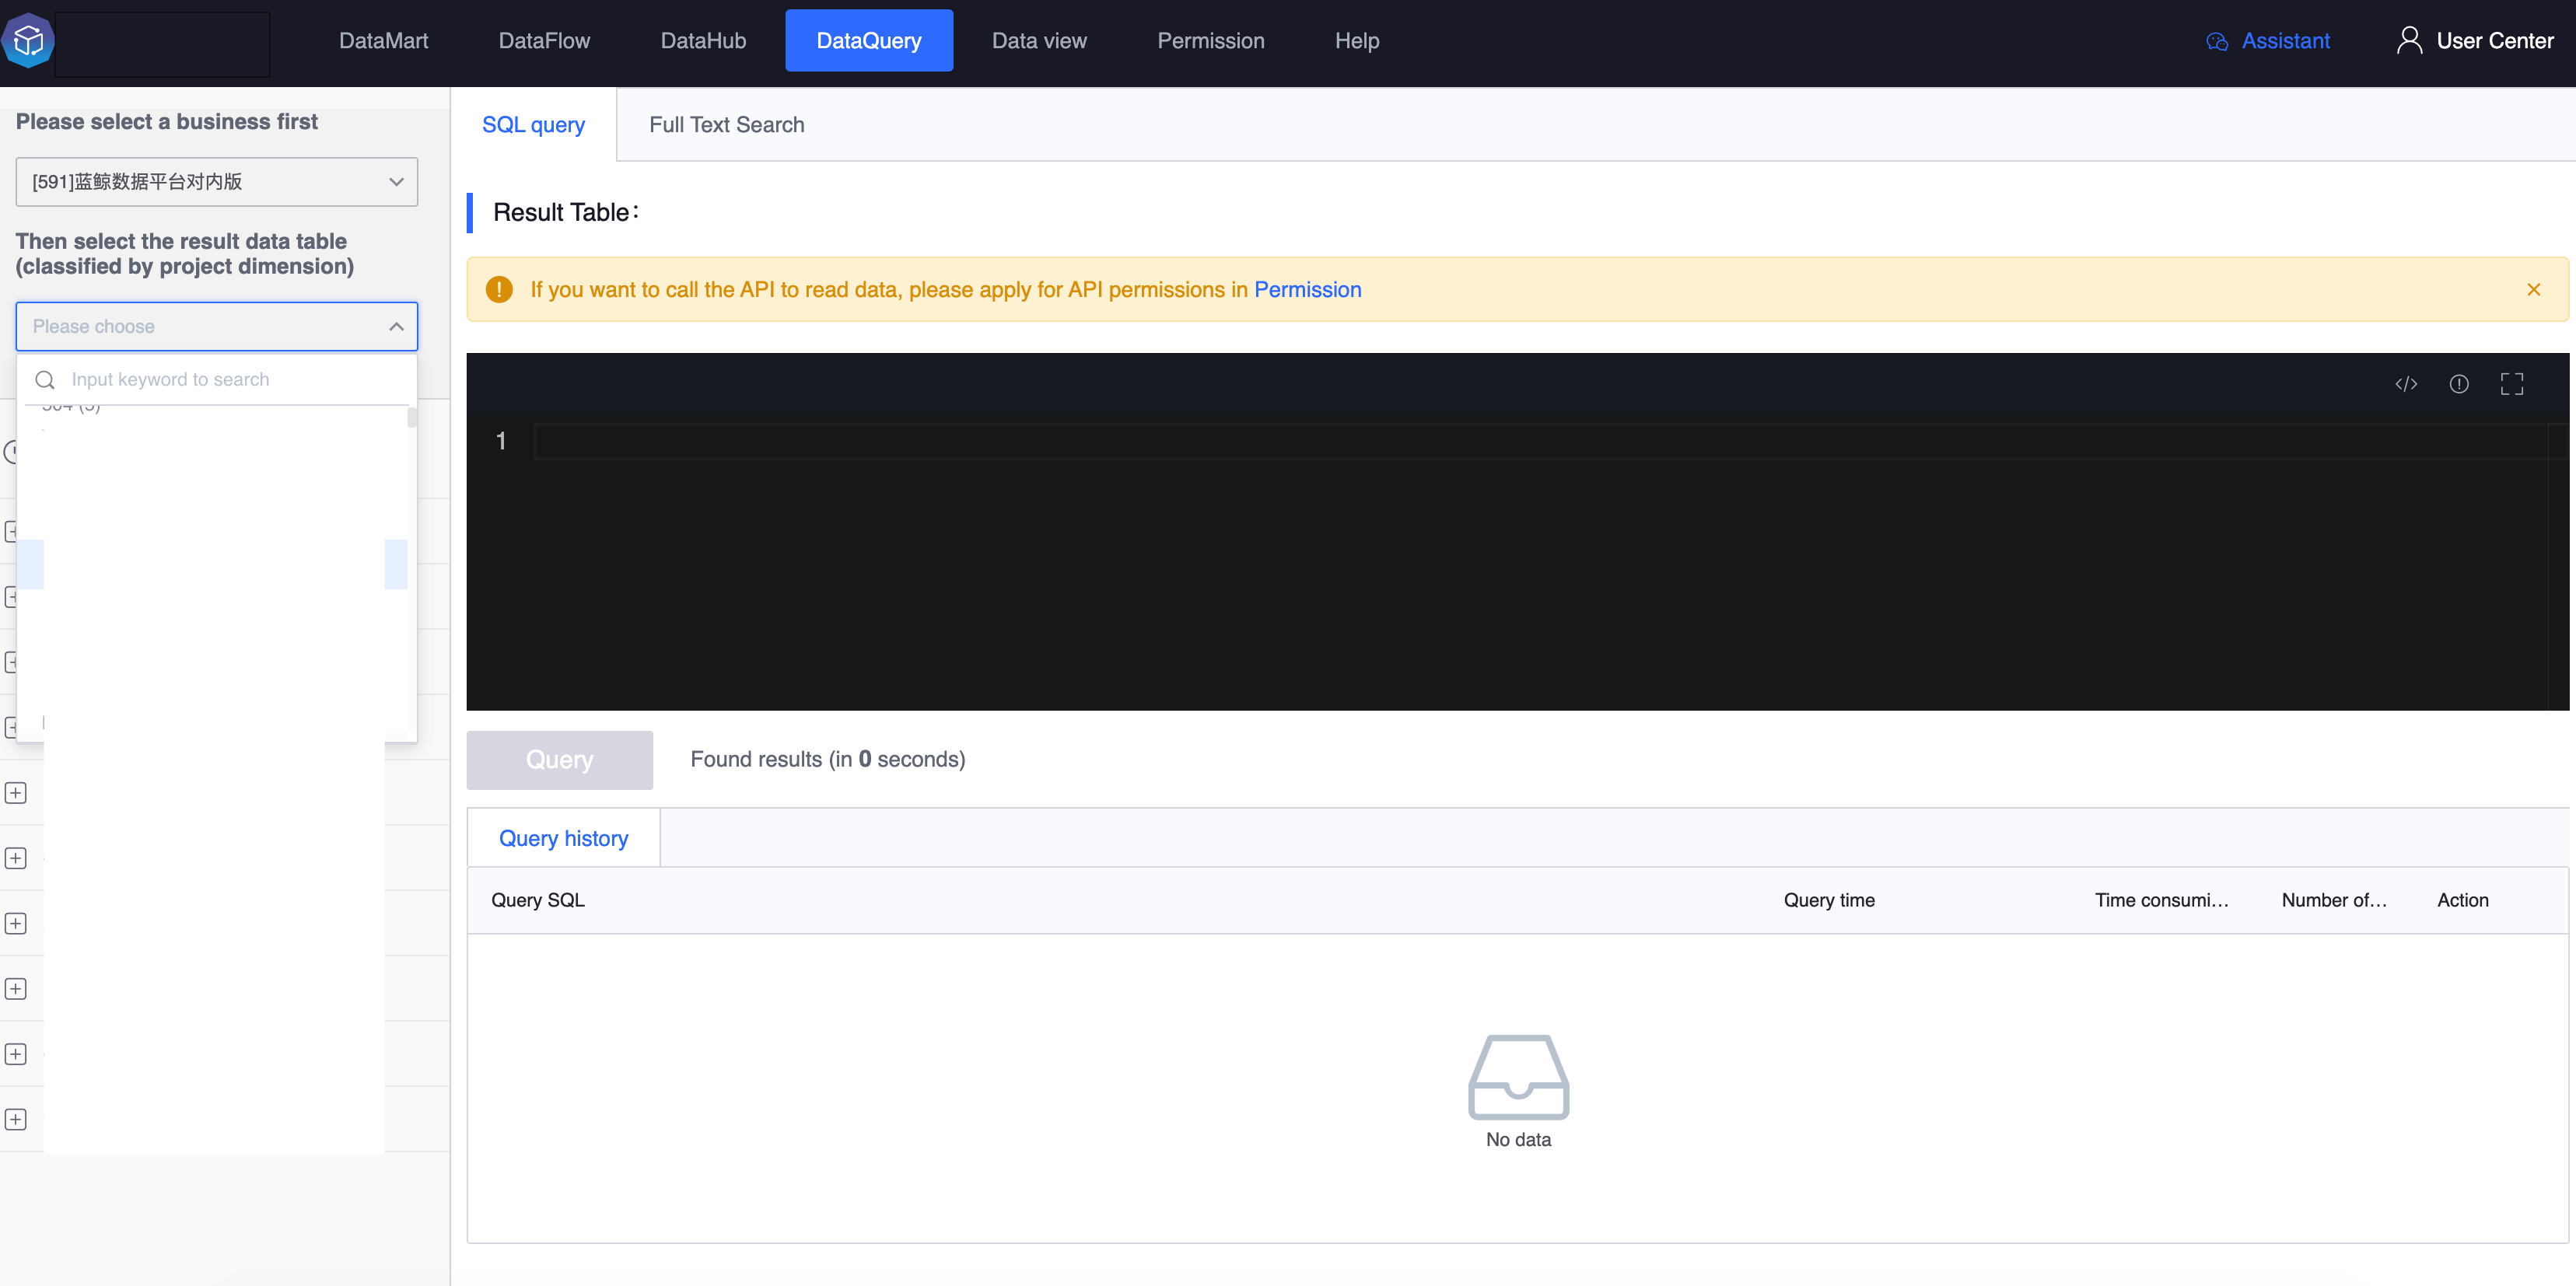 DataMart
DataFlow
DataHub
DataQuery
Data view
Permission
Help
Assistant
User Center
Please select a business first
[591]蓝鲸数据平台对内版
Then select the result data table
(classified by project dimension)
Please choose
Input keyword to search
SQL query
Full Text Search
Result Table:
If you want to call the API to read data, please apply for API permissions in Permission
1
Query
Found results (in 0 seconds)
Query history
Query SQL
Query time
Time consumi...
Number of...
Action
No data